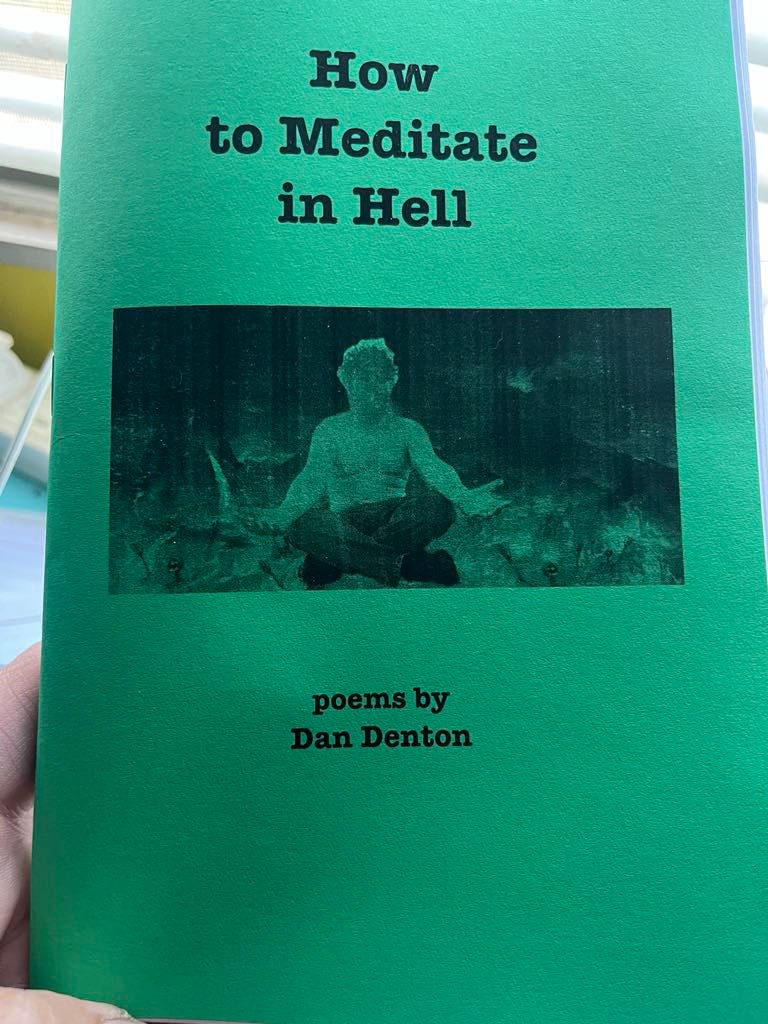 How
to Meditate
in Hell
poems by
Dan Denton